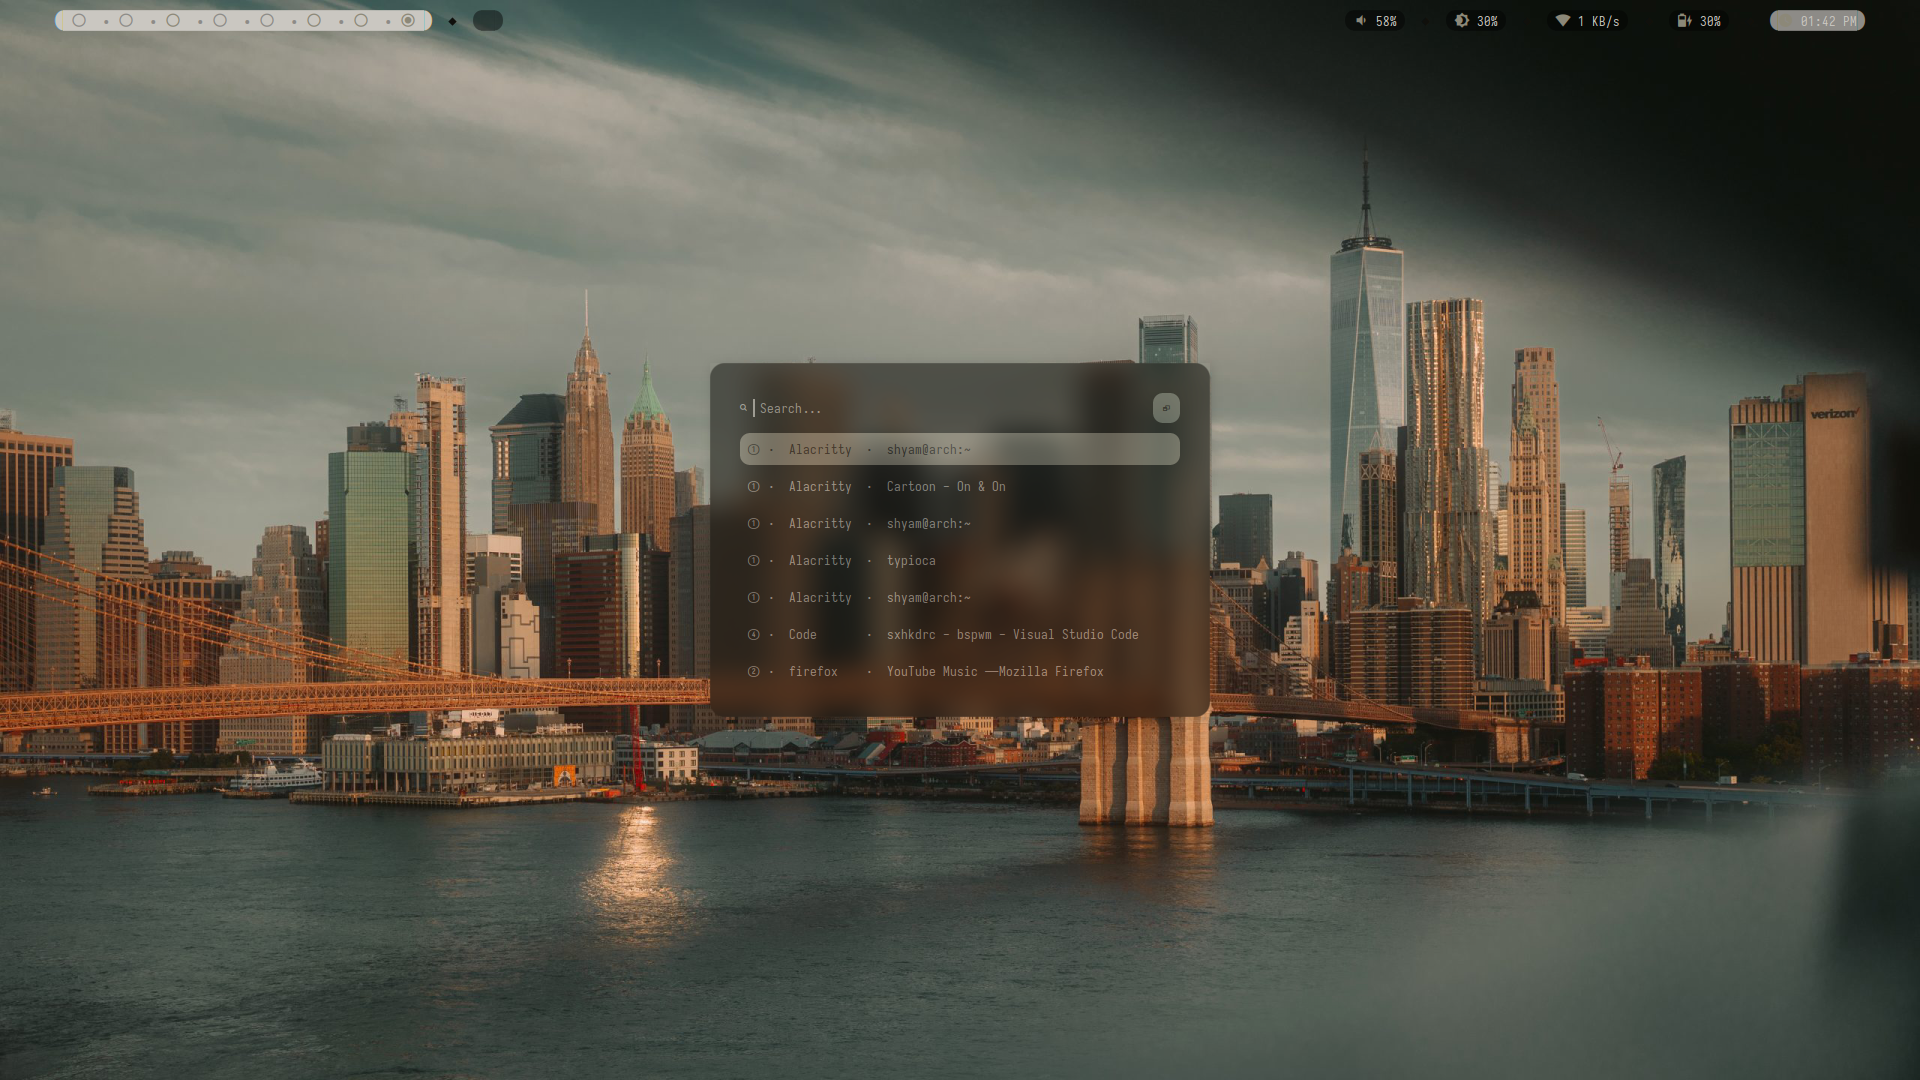 58%
30%
1 KB/s
30%
01:42 PM
verizon
Search...
1 · Alacritty · shyam@arch:~
1 · Alacritty · Cartoon - On & On
1 · Alacritty · shyam@arch:~
1 · Alacritty · typioca
1 · Alacritty · shyam@arch:~
4 · Code · sxhkdrc - bspwm - Visual Studio Code
2 · firefox · YouTube Music —Mozilla Firefox